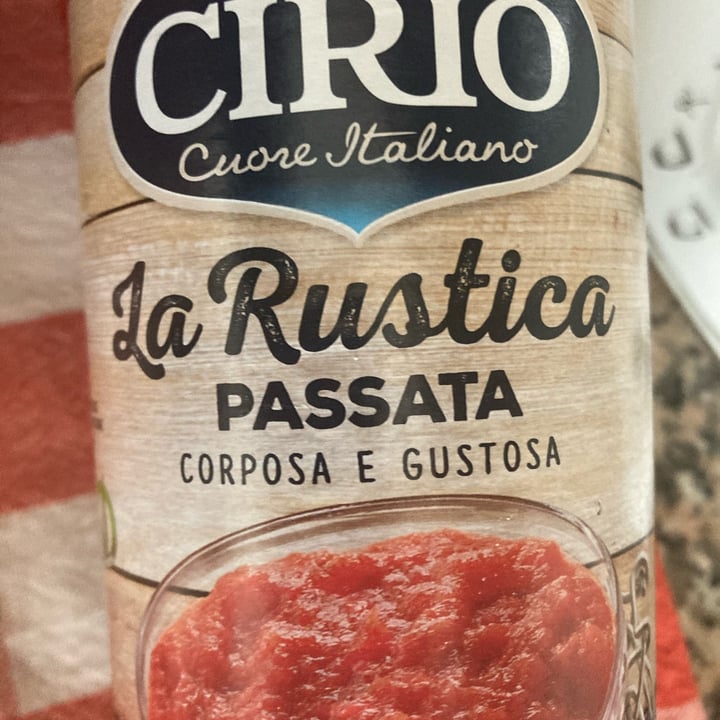 CIRIO
Cuore Italiano
La Rustica
PASSATA
CORPOSA E GUSTOSA